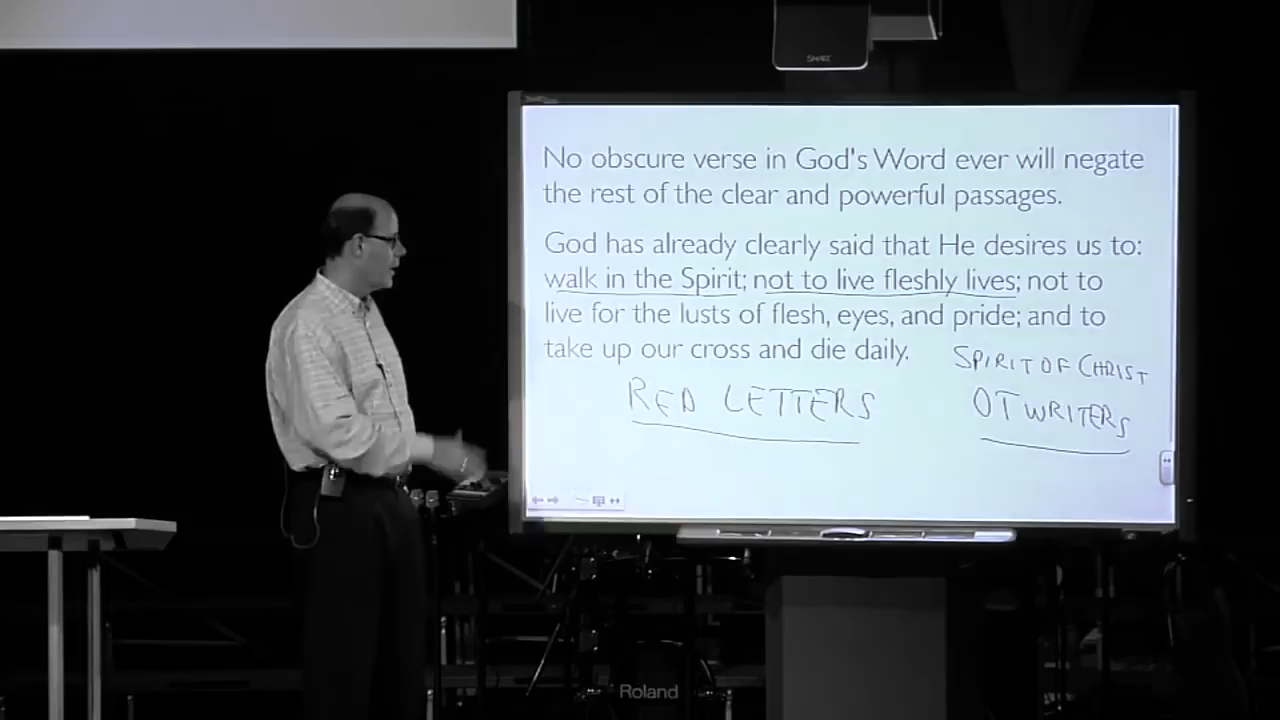 SMART
No obscure verse in God's Word ever will negate
the rest of the clear and powerful passages.
God has already clearly said that He desires us to:
walk in the Spirit; not to live fleshly lives; not to
live for the lusts of flesh, eyes, and pride; and to
take up our cross and die daily.
SPIRIT OF CHRIST
RED LETTERS
OT WRITERS
Roland